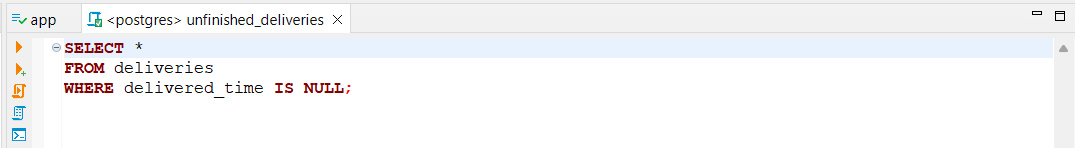 app
<postgres> unfinished_deliveries
SELECT *
FROM deliveries
WHERE delivered_time IS NULL;